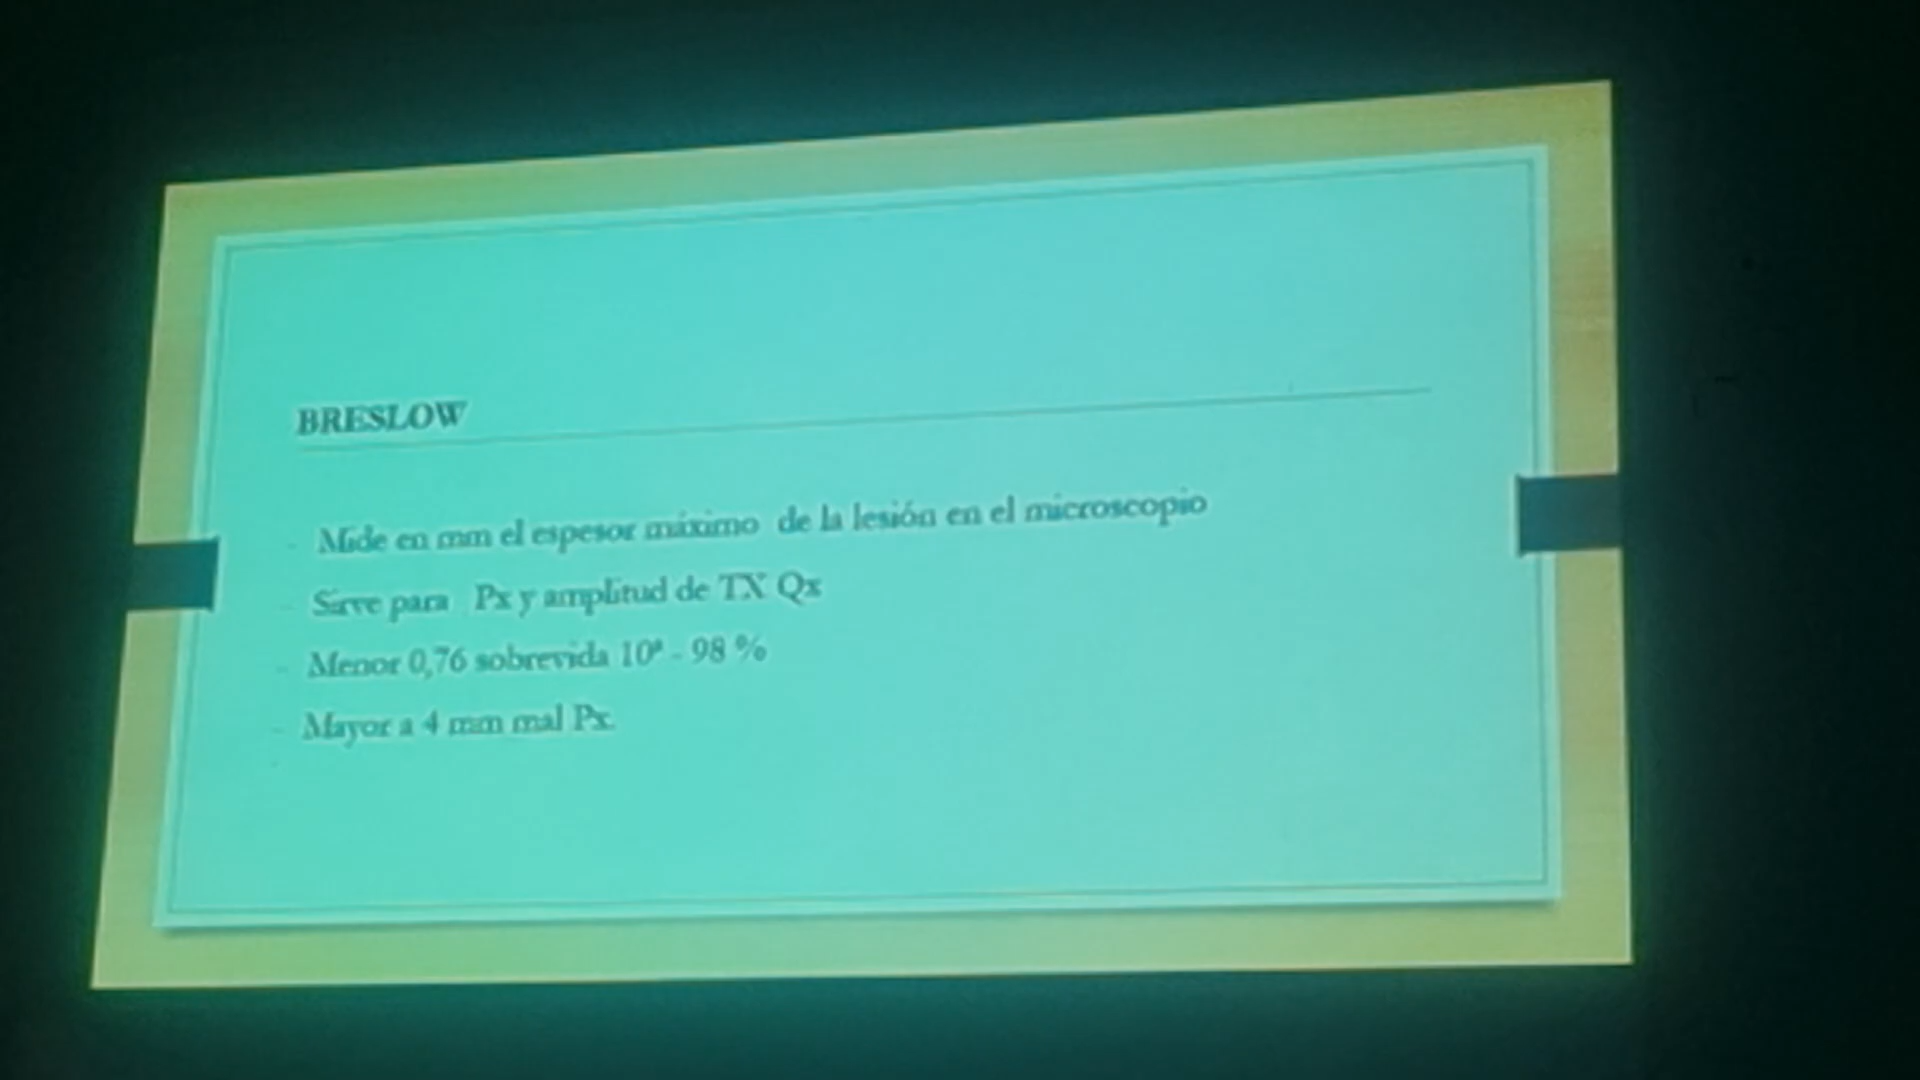 BRESLOW
- Mide en mm el espesor máximo de la lesión en el microscopio
- Sirve para Px y amplitud de TX Qx
- Menor 0,76 sobrevida 10ª - 98 %
- Mayor a 4 mm mal Px.